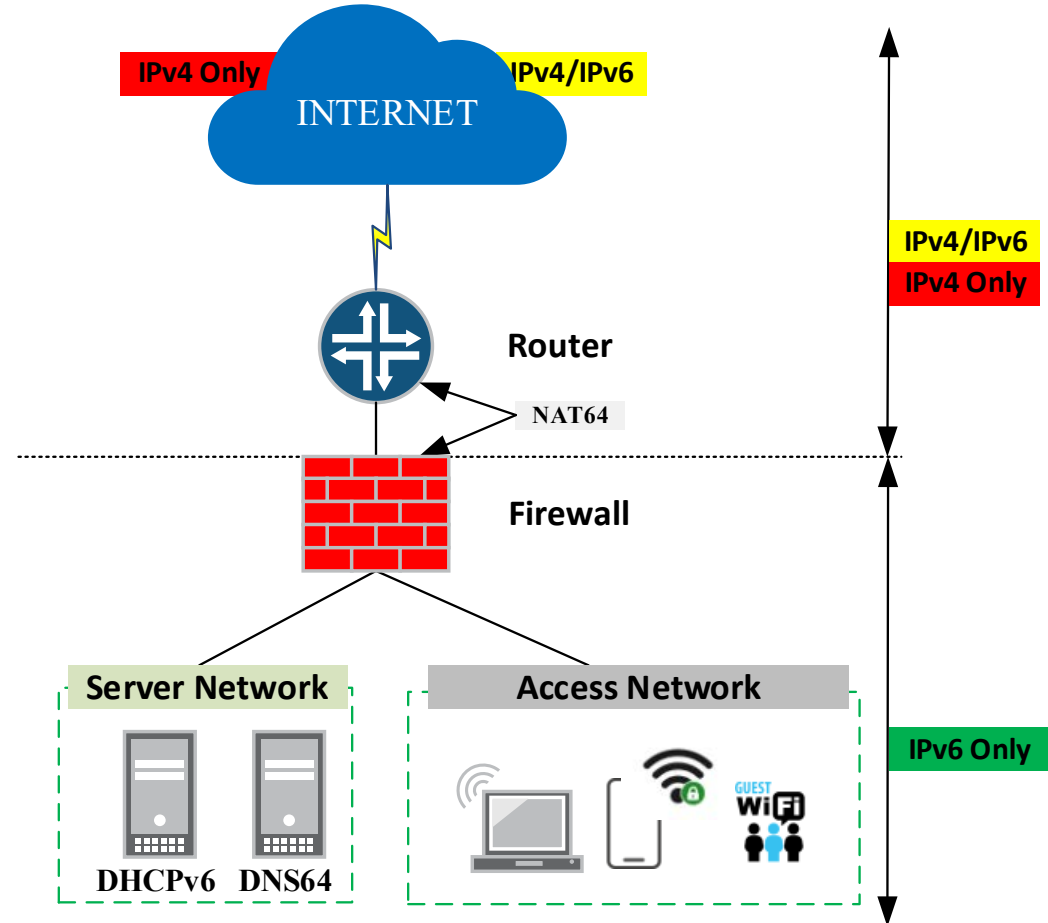 IPv4 Only
IPv4/IPv6
INTERNET
IPv4/IPv6
IPv4 Only
Router
NAT64
Firewall
Server Network
Access Network
GUEST
WiFi
IPv6 Only
DHCPv6 DNS64